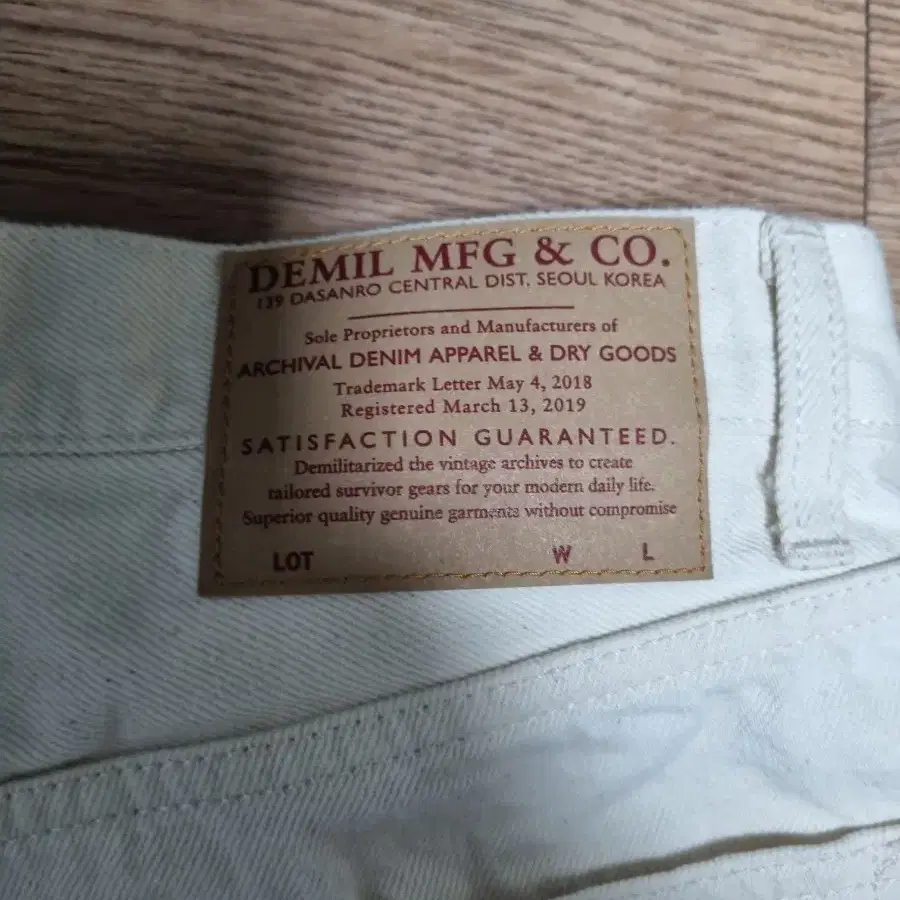 DEMIL MFG & CO.
139 DASANRO CENTRAL DIST. SEOUL KOREA
Sole Proprietors and Manufacturers of
ARCHIVAL DENIM APPAREL & DRY GOODS
Trademark Letter May 4, 2018
Registered March 13, 2019
SATISFACTION GUARANTEED.
Demilitarized the vintage archives to create
tailored survivor gears for your modern daily life.
Superior quality genuine garments without compromise
LOT W L